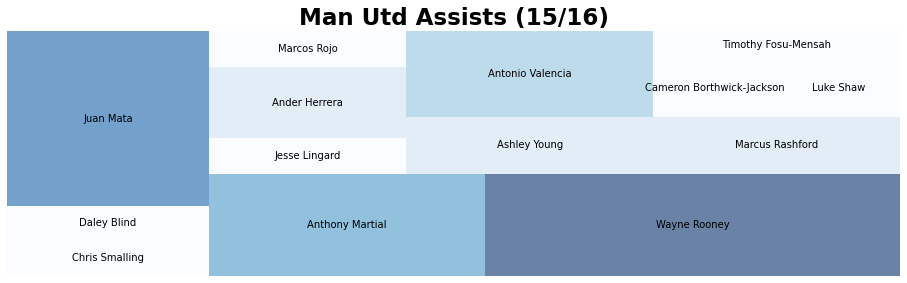 Man Utd Assists (15/16)
Marcos Rojo
Timothy Fosu-Mensah
Antonio Valencia
Cameron Borthwick-Jackson
Luke Shaw
Ander Herrera
Juan Mata
Ashley Young
Marcus Rashford
Jesse Lingard
Daley Blind
Anthony Martial
Wayne Rooney
Chris Smalling